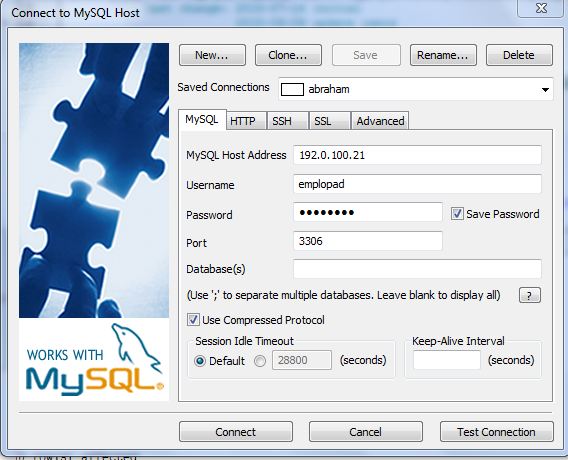 Connect to MySQL Host
New...
Clone...
Save
Rename...
Delete
Saved Connections
abraham
MySQL
HTTP
SSH
SSL
Advanced
MySQL Host Address
192.0.100.21
Username
emplopad
Password
●●●●●●●●
Save Password
Port
3306
Database(s)
(Use ';' to separate multiple databases. Leave blank to display all)
?
Use Compressed Protocol
Session Idle Timeout
Default
28800
(seconds)
Keep-Alive Interval
(seconds)
WORKS WITH
MySQL®
Connect
Cancel
Test Connection